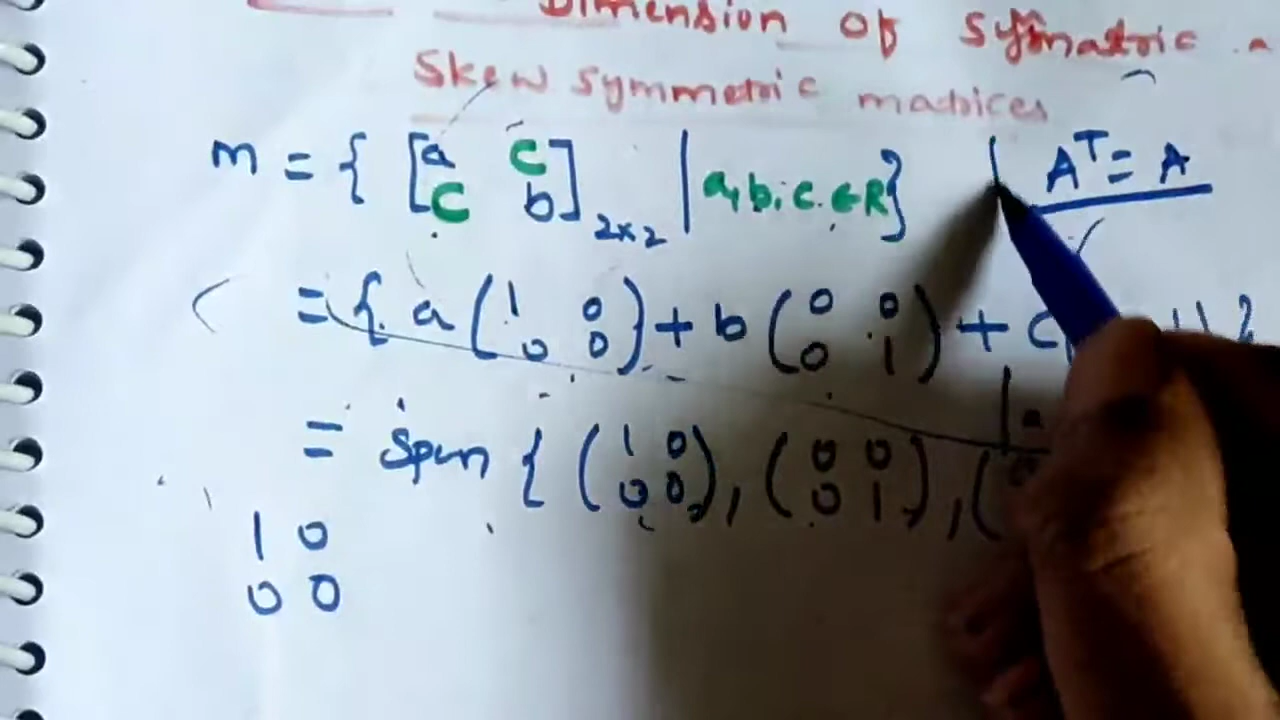 Dimension of Symmatric
Skew symmetric matrices
m = { [a c c b]2x2 | a, b, c ∈ R} | A^T = A
= { a (1 0 0 0) + b (0 0 0 1) + c
= Span { (1 0 0 0), (0 0 0 1), (
1 0
0 0